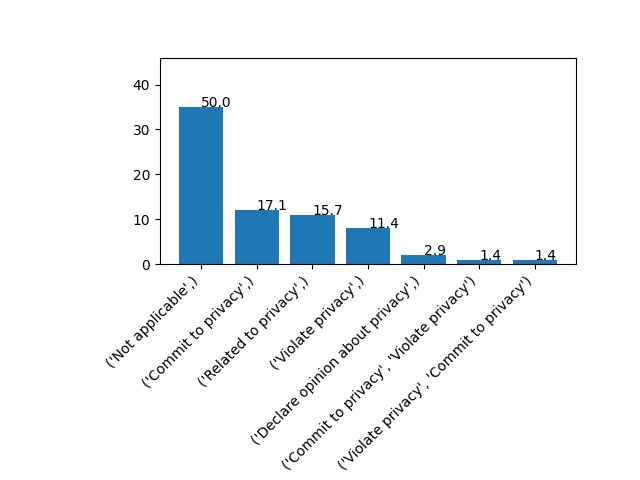 40
30
20
10
0
50.0
17.1
15.7
11.4
2.9
1.4
1.4
('Not applicable',)
('Commit to privacy',)
('Related to privacy',)
('Violate privacy',)
('Declare opinion about privacy',)
('Commit to privacy', 'Violate privacy')
('Violate privacy', 'Commit to privacy')